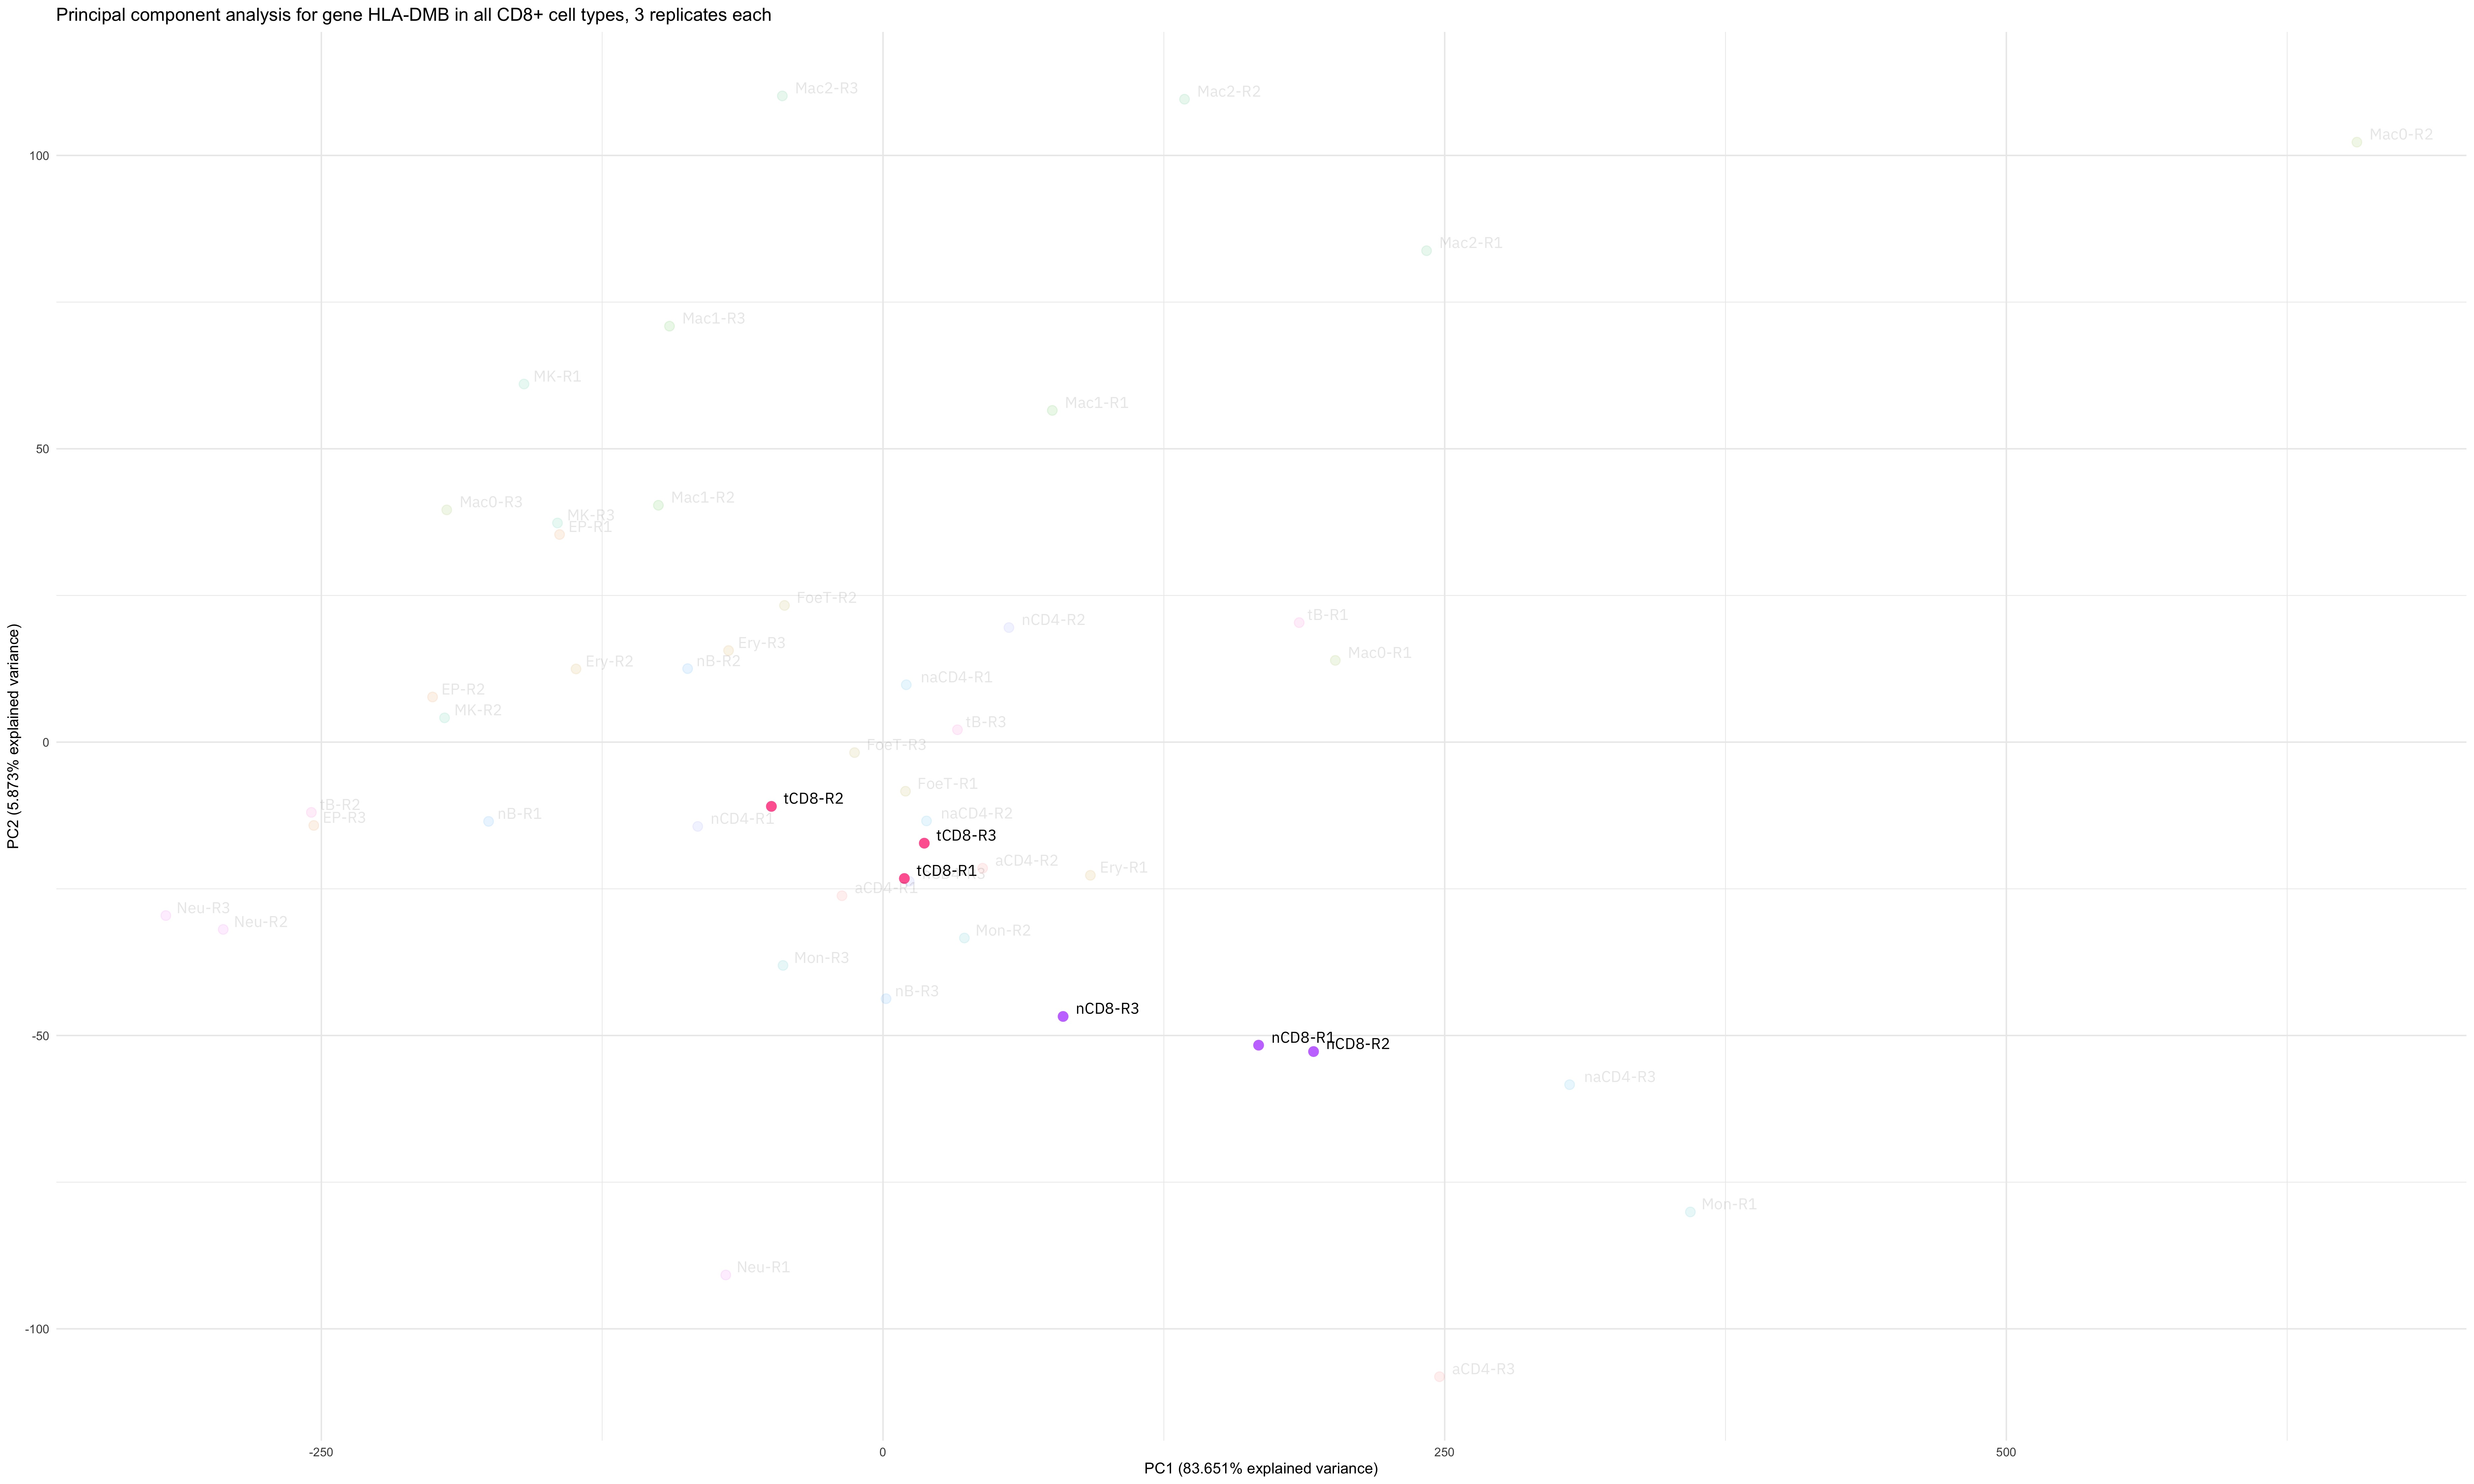 Principal component analysis for gene HLA-DMB in all CD8+ cell types, 3 replicates each
Mac2-R3
Mac2-R2
Mac0-R2
100
Mac2-R1
Mac1-R3
MK-R1
Mac1-R1
50
Mac0-R3
Mac1-R2
MK-R3
EP-R1
FoeT-R2
nCD4-R2
tB-R1
Ery-R3
Mac0-R1
Ery-R2
nB-R2
naCD4-R1
EP-R2
MK-R2
tB-R3
0
FoeT-R3
PC2 (5.873% explained variance)
FoeT-R1
tCD8-R2
tB-R2
EP-R3
nB-R1
nCD4-R1
naCD4-R2
tCD8-R3
aCD4-R2
Ery-R1
tCD8-R1
aCD4-R1
Neu-R3
Neu-R2
Mon-R2
Mon-R3
nB-R3
nCD8-R3
-50
nCD8-R1
nCD8-R2
naCD4-R3
Mon-R1
Neu-R1
-100
aCD4-R3
-250
0
250
500
PC1 (83.651% explained variance)